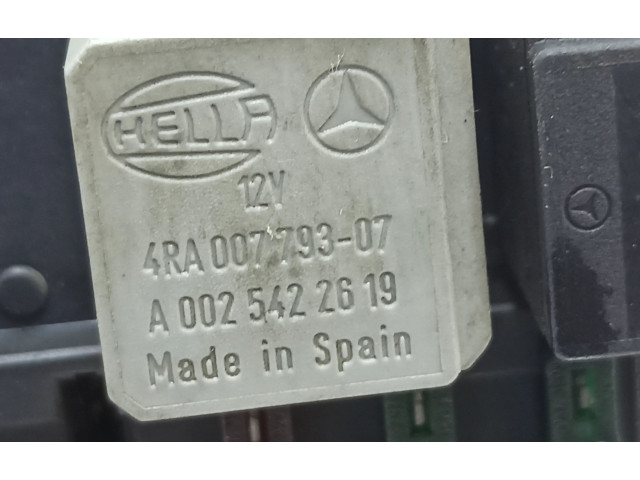 HELLA
12V
4RA 007 793-07
A 002 542 26 19
Made in Spain